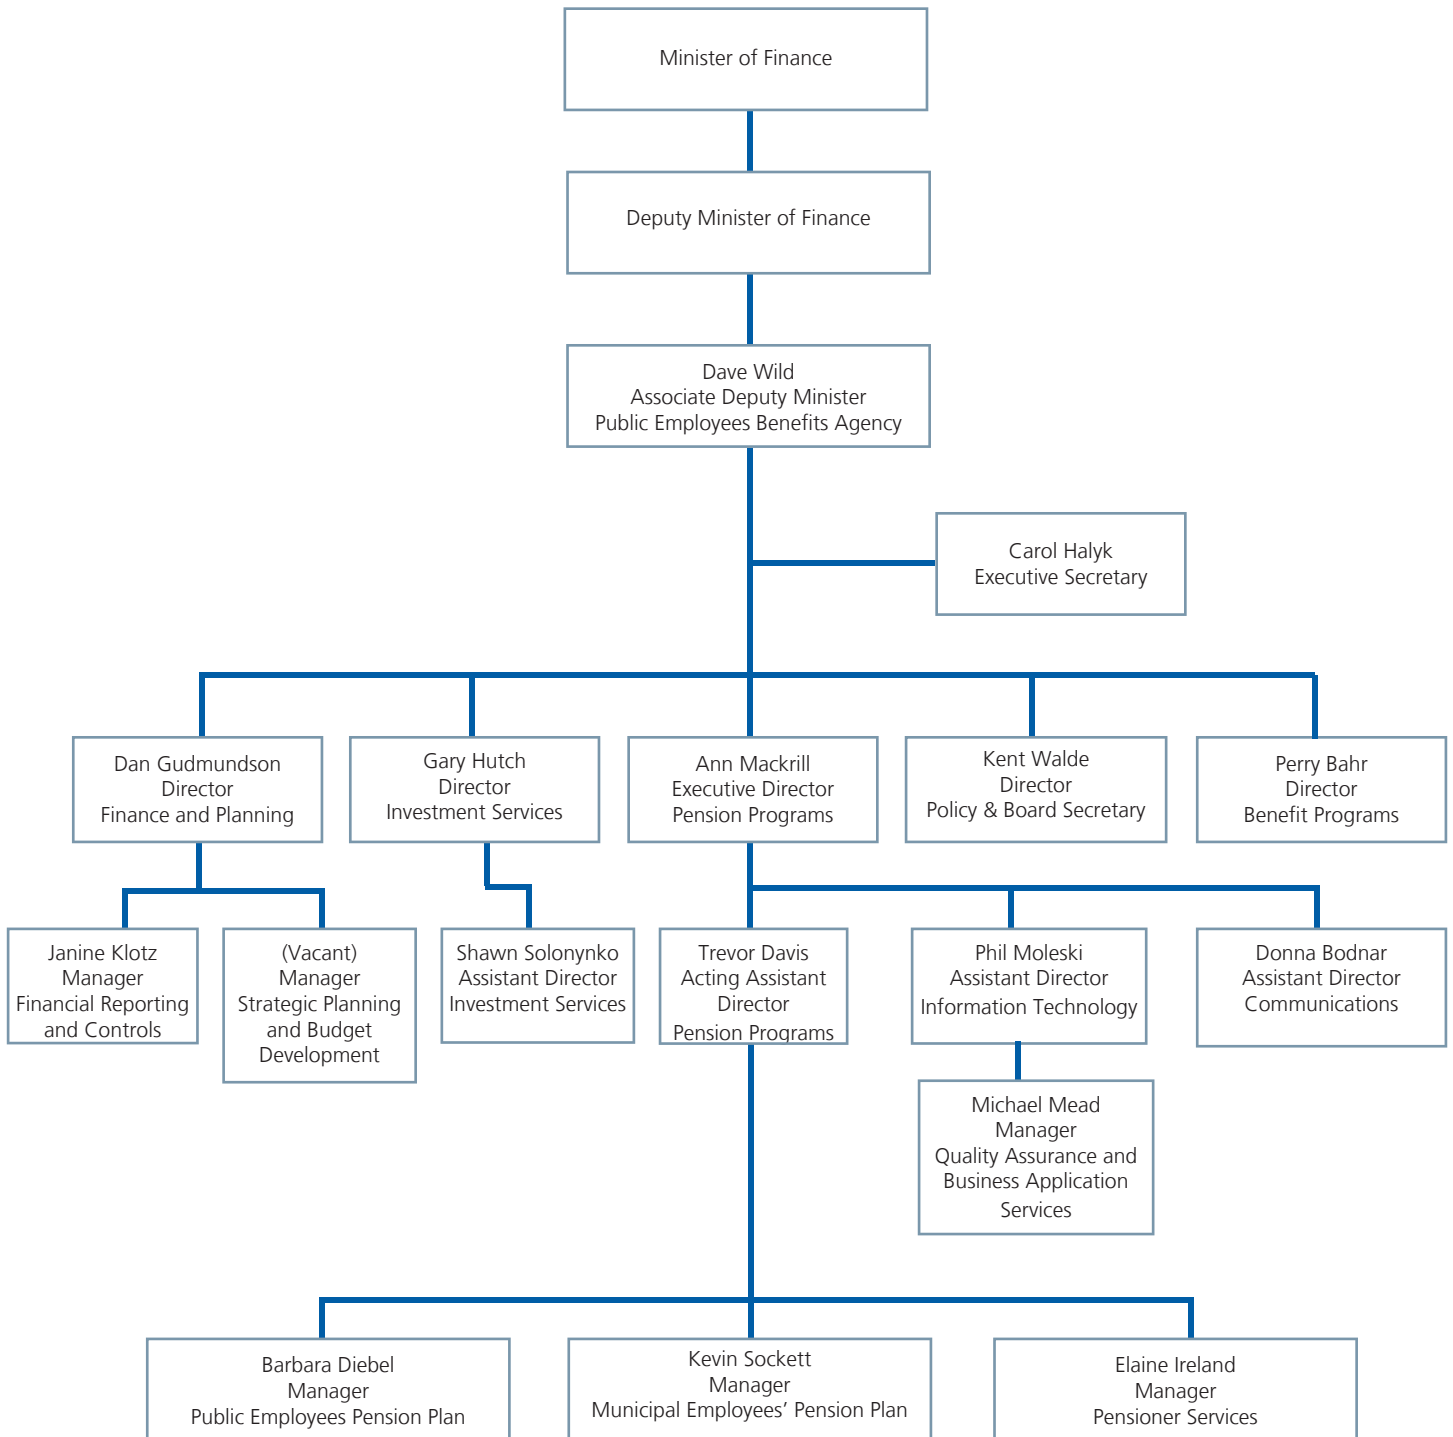 Minister of Finance
Deputy Minister of Finance
Dave Wild
Associate Deputy Minister
Public Employees Benefits Agency
Carol Halyk
Executive Secretary
Dan Gudmundson
Director
Finance and Planning
Gary Hutch
Director
Investment Services
Ann Mackrill
Executive Director
Pension Programs
Kent Walde
Director
Policy & Board Secretary
Perry Bahr
Director
Benefit Programs
Janine Klotz
Manager
Financial Reporting
and Controls
(Vacant)
Manager
Strategic Planning
and Budget
Development
Shawn Solonynko
Assistant Director
Investment Services
Trevor Davis
Acting Assistant
Director
Pension Programs
Phil Moleski
Assistant Director
Information Technology
Donna Bodnar
Assistant Director
Communications
Michael Mead
Manager
Quality Assurance and
Business Application
Services
Barbara Diebel
Manager
Public Employees Pension Plan
Kevin Sockett
Manager
Municipal Employees’ Pension Plan
Elaine Ireland
Manager
Pensioner Services